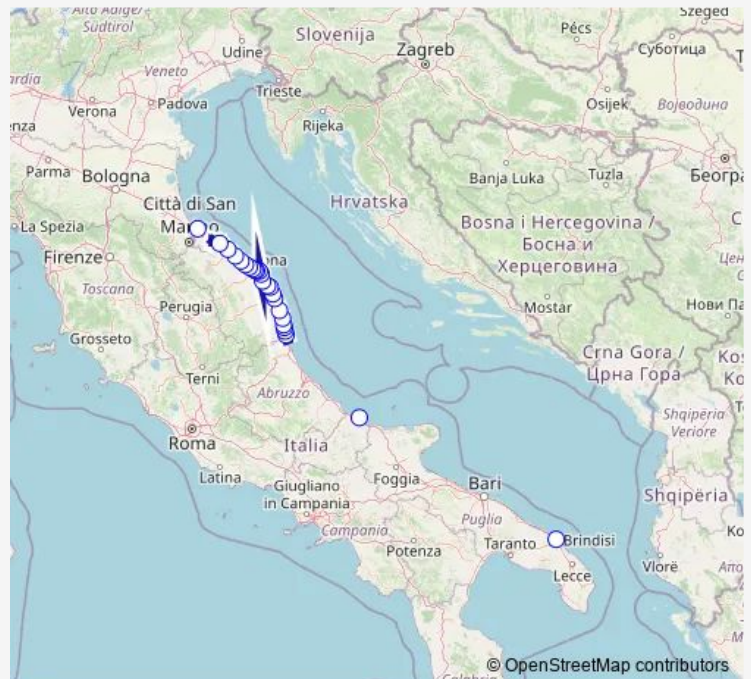 Alto Adige/
Südtirol
Slovenija
Pécs
Szeged
Udine
Zagreb
Суботица
Veneto
Trieste
Verona
Padova
Rijeka
Osijek
Војводина
Parma
Bologna
Banja Luka
Tuzla
Città di San
La Spezia
Hrvatska
Bosna i Hercegovina /
Босна и
Херцеговина
Firenze
Toscana
Perugia
Mostar
Нови Па
Grosseto
Crna Gora /
Црна Гора
Terni
Abruzzo
Shqipëria
Veriore
Roma
Italia
Latina
Foggia
Bari
Giugliano
in Campania
Shqipëria
Campania
Puglia
Potenza
Taranto
Brindisi
Lecce
Vlorë
© OpenStreetMap contributors